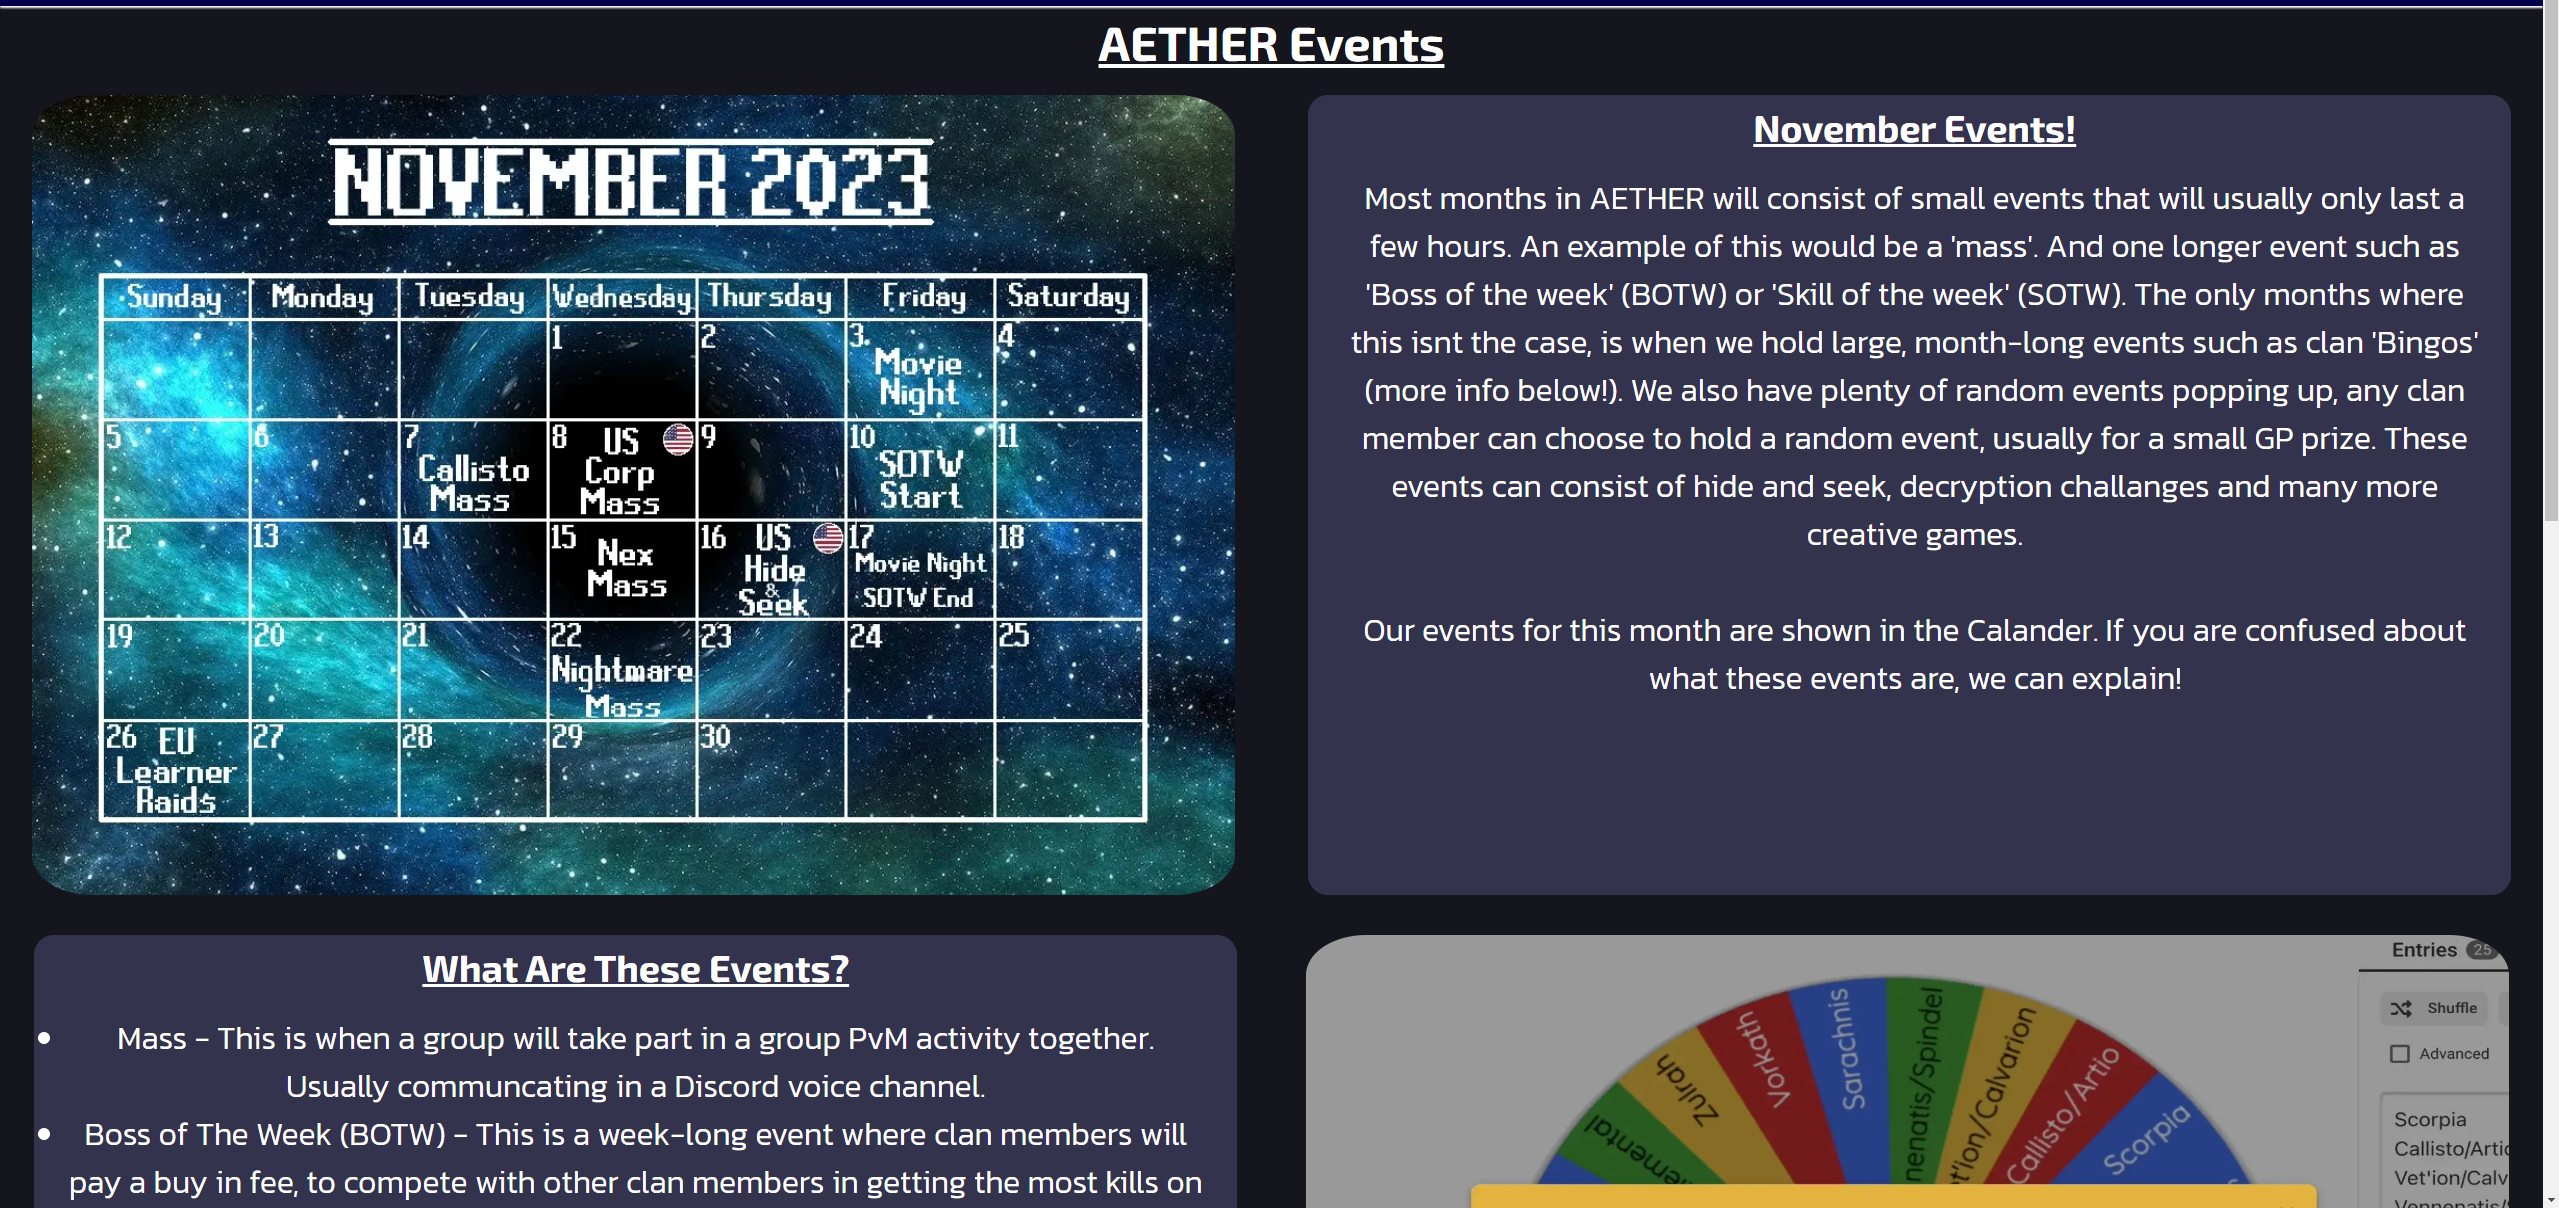 AETHER Events
NOVEMBER 2023
Sunday Monday Tuesday Wednesday Thursday Friday Saturday
1 2 3 4
Movie
Night
5 6 7 8 9 10 11
Callisto
Mass
US
Corp
Mass
SOTW
Start
12 13 14 15 16 17 18
Nex
Mass
US
Hide
&
Seek
Movie Night
SOTW End
19 20 21 22 23 24 25
Nightmare
Mass
26 27 28 29 30
EU
Learner
Raids
November Events!
Most months in AETHER will consist of small events that will usually only last a
few hours. An example of this would be a 'mass'. And one longer event such as
'Boss of the week' (BOTW) or 'Skill of the week' (SOTW). The only months where
this isnt the case, is when we hold large, month-long events such as clan 'Bingos'
(more info below!). We also have plenty of random events popping up, any clan
member can choose to hold a random event, usually for a small GP prize. These
events can consist of hide and seek, decryption challanges and many more
creative games.
Our events for this month are shown in the Calander. If you are confused about
what these events are, we can explain!
What Are These Events?
Mass - This is when a group will take part in a group PvM activity together.
Usually communcating in a Discord voice channel.
Boss of The Week (BOTW) - This is a week-long event where clan members will
pay a buy in fee, to compete with other clan members in getting the most kills on
emental
Zulrah
Vorkath
Sarachnis
nenatis/Spindel
et'ion/Calvarion
Callisto/Artio
Scorpia
Entries 25
Shuffle
Advanced
Scorpia
Callisto/Artio
Vet'ion/Calv